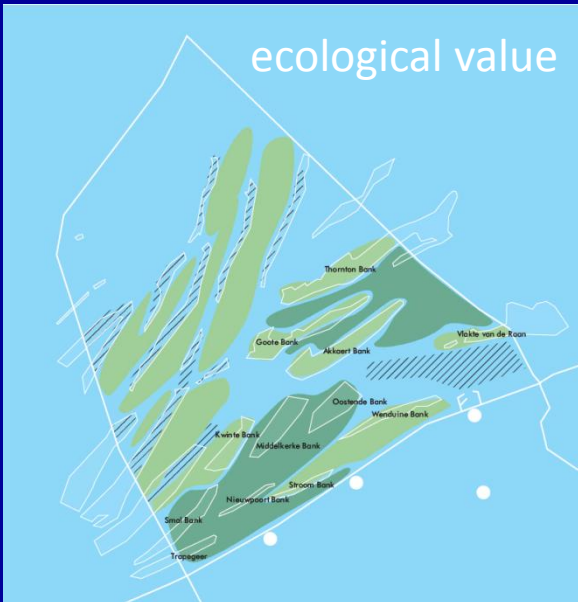 ecological value
Thornton Bank
Vlakte van de Raan
Goote Bank
Akkaert Bank
Oostende Bank
Wenduine Bank
Kwinte Bank
Middelkerke Bank
Stroom Bank
Nieuwpoort Bank
Smal Bank
Trapegeer